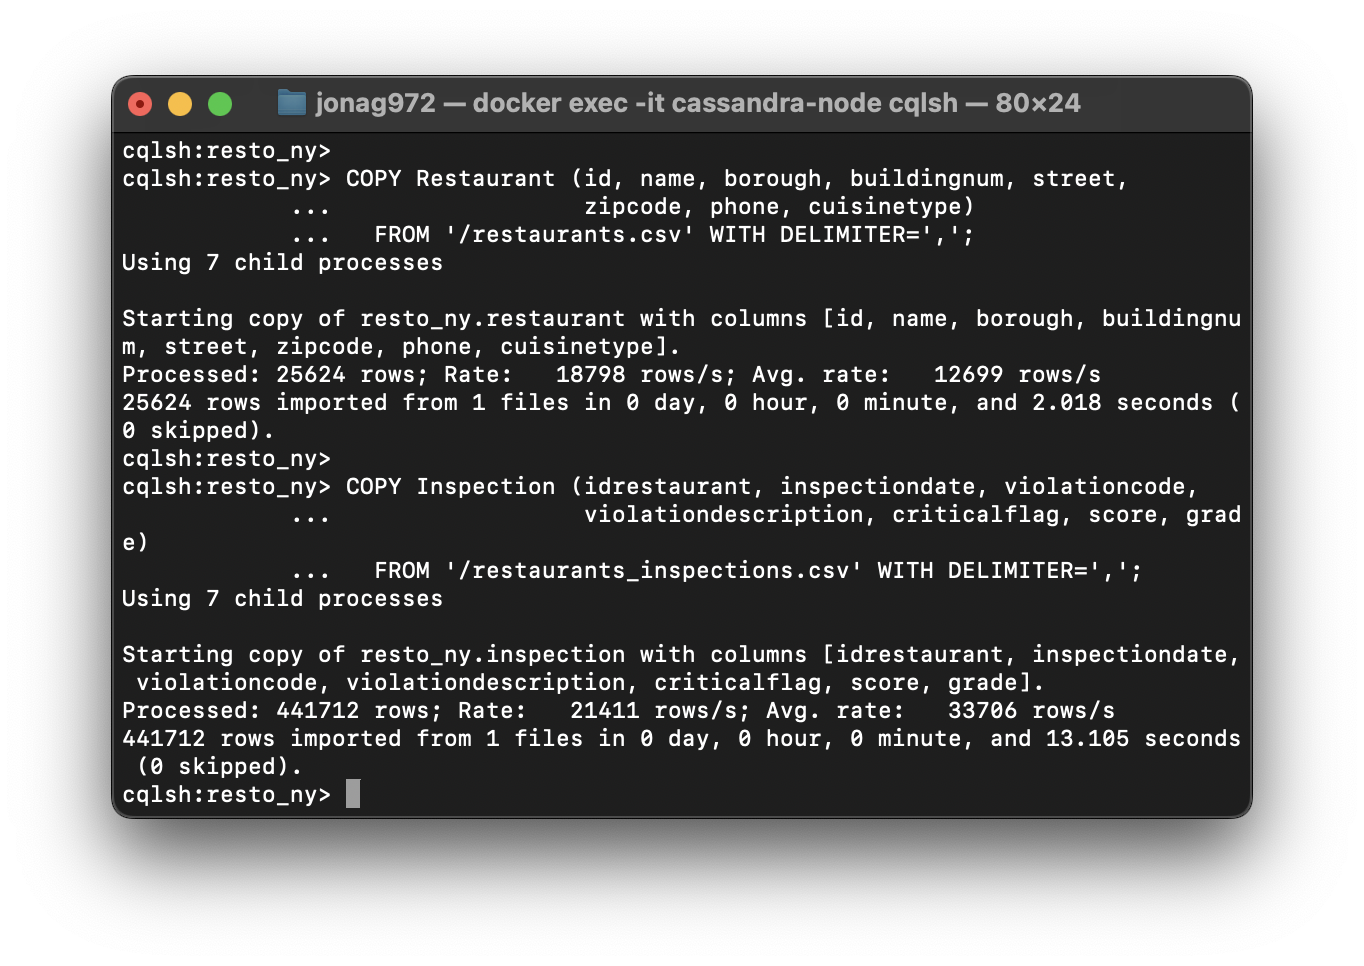 jonag972 — docker exec -it cassandra-node cqlsh — 80×24
cqlsh:resto_ny>
cqlsh:resto_ny> COPY Restaurant (id, name, borough, buildingnum, street,
            ...                  zipcode, phone, cuisinetype)
            ...   FROM '/restaurants.csv' WITH DELIMITER=',';
Using 7 child processes

Starting copy of resto_ny.restaurant with columns [id, name, borough, buildingnu
m, street, zipcode, phone, cuisinetype].
Processed: 25624 rows; Rate:   18798 rows/s; Avg. rate:   12699 rows/s
25624 rows imported from 1 files in 0 day, 0 hour, 0 minute, and 2.018 seconds (
0 skipped).
cqlsh:resto_ny>
cqlsh:resto_ny> COPY Inspection (idrestaurant, inspectiondate, violationcode,
            ...                  violationdescription, criticalflag, score, grad
e)
            ...   FROM '/restaurants_inspections.csv' WITH DELIMITER=',';
Using 7 child processes

Starting copy of resto_ny.inspection with columns [idrestaurant, inspectiondate,
 violationcode, violationdescription, criticalflag, score, grade].
Processed: 441712 rows; Rate:   21411 rows/s; Avg. rate:   33706 rows/s
441712 rows imported from 1 files in 0 day, 0 hour, 0 minute, and 13.105 seconds
 (0 skipped).
cqlsh:resto_ny>